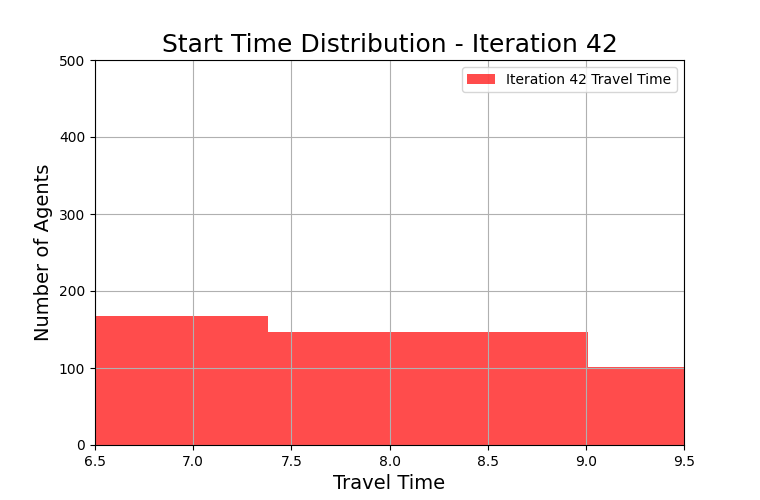 Start Time Distribution - Iteration 42
Iteration 42 Travel Time
Number of Agents
500
400
300
200
100
0
6.5 7.0 7.5 8.0 8.5 9.0 9.5
Travel Time